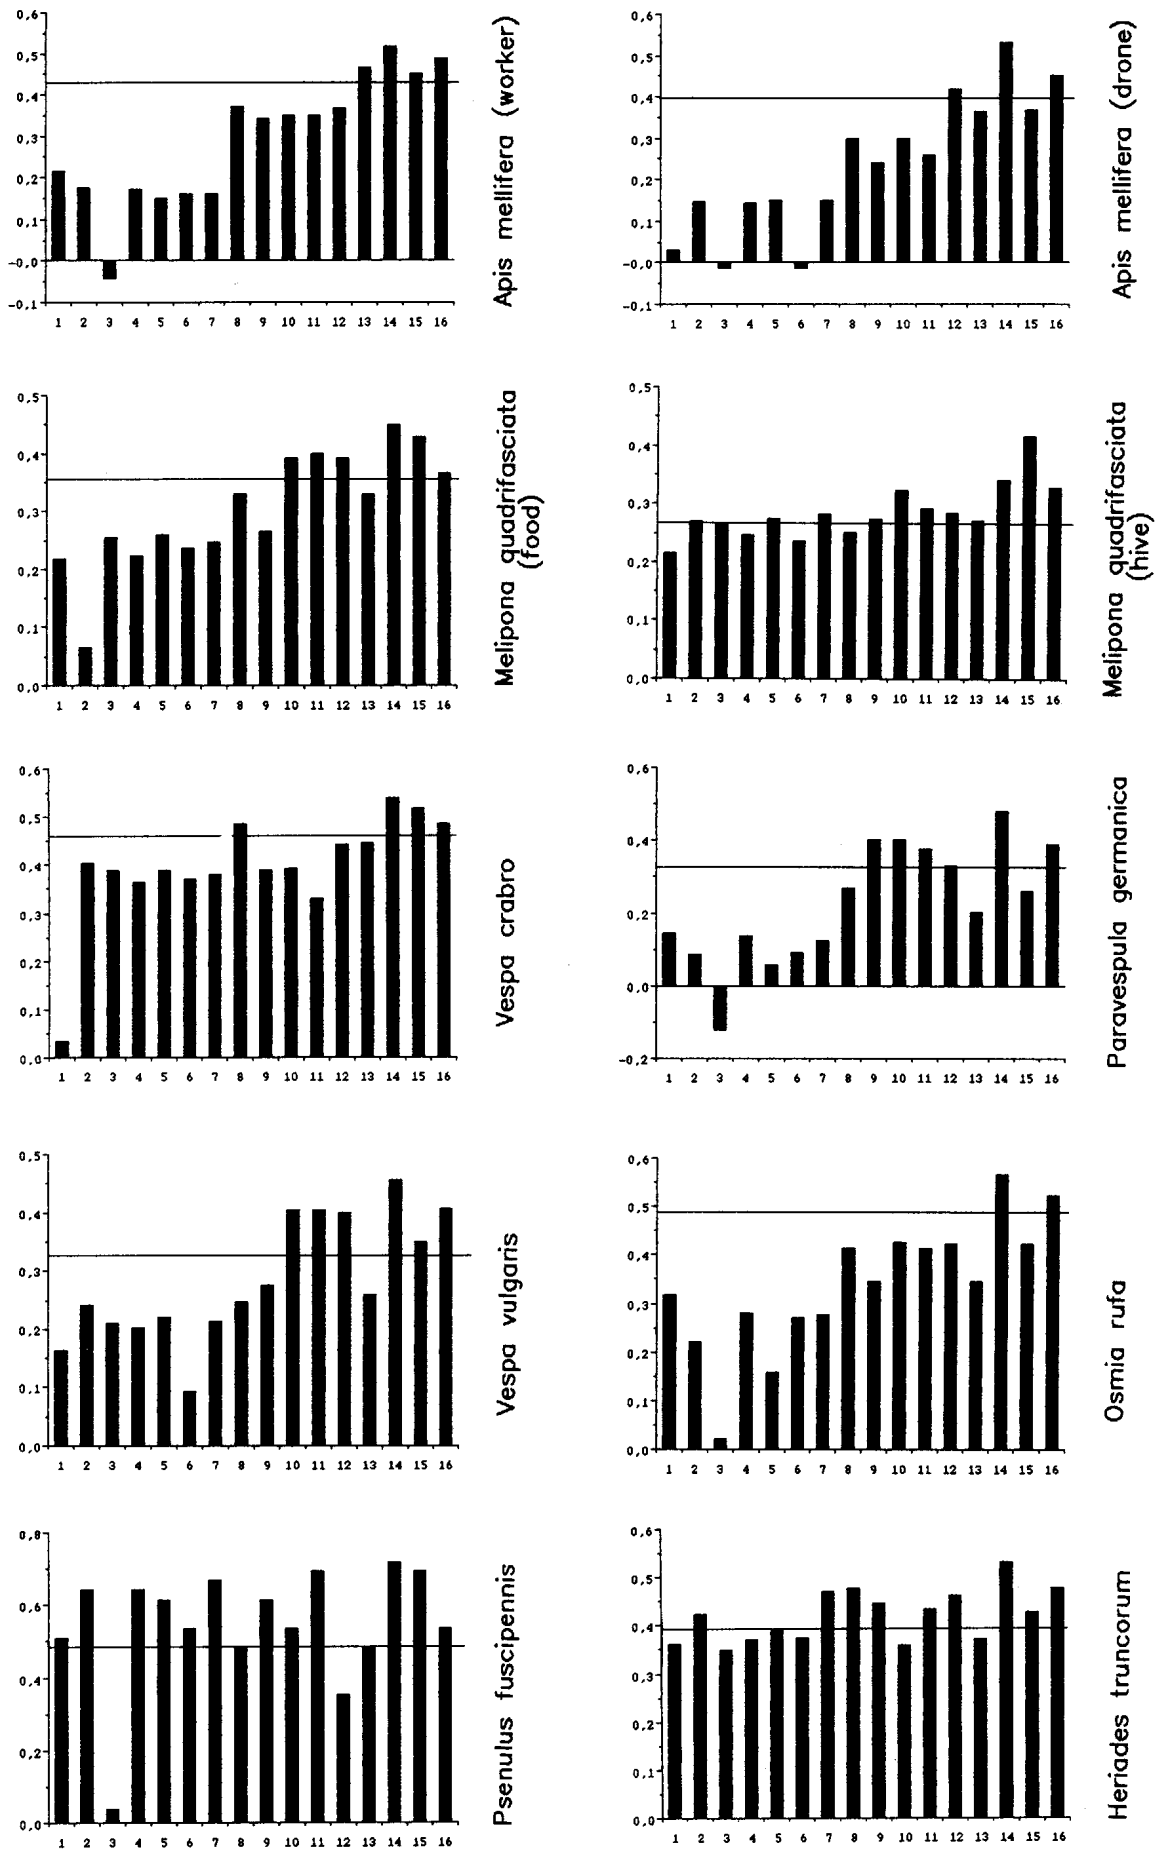 0,6
0,5
0,4
0,3
0,2
0,1
-0.0
-0.1
1 2 3 4 5 6 7 8 9 10 11 12 13 14 15 16
Apis mellifera (worker)
0,6
0,5
0,4
0,3
0,2
0,1
-0.0
-0.1
1 2 3 4 5 6 7 8 9 10 11 12 13 14 15 16
Apis mellifera (drone)
0,5
0,4
0,3
0,2
0,1
0,0
1 2 3 4 5 6 7 8 9 10 11 12 13 14 15 16
Melipona quadrifasciata
(food)
0,5
0,4
0,3
0,2
0,1
0,0
1 2 3 4 5 6 7 8 9 10 11 12 13 14 15 16
Melipona quadrifasciata
(hive)
0,6
0,5
0,4
0,3
0,2
0,1
0,0
1 2 3 4 5 6 7 8 9 10 11 12 13 14 15 16
Vespa crabro
0,6
0,4
0,2
0,0
-0,2
1 2 3 4 5 6 7 8 9 10 11 12 13 14 15 16
Paravespula germanica
0,5
0,4
0,3
0,2
0,1
0,0
1 2 3 4 5 6 7 8 9 10 11 12 13 14 15 16
Vespa vulgaris
0,6
0,5
0,4
0,3
0,2
0,1
0,0
1 2 3 4 5 6 7 8 9 10 11 12 13 14 15 16
Osmia rufa
0,8
0,6
0,4
0,2
0,0
1 2 3 4 5 6 7 8 9 10 11 12 13 14 15 16
Psenulus fuscipennis
0,6
0,5
0,4
0,3
0,2
0,1
0,0
1 2 3 4 5 6 7 8 9 10 11 12 13 14 15 16
Heriades truncorum